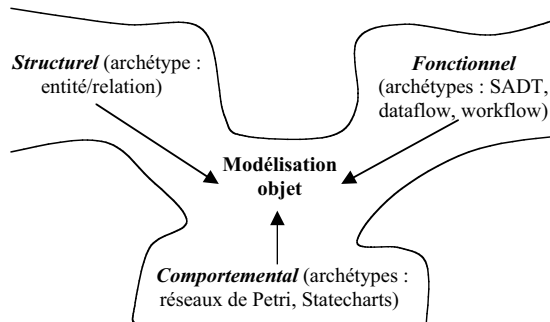 Structurel (archétype :
entité/relation)
Fonctionnel
(archétypes : SADT,
dataflow, workflow)
Modélisation
objet
Comportemental (archétypes :
réseaux de Petri, Statecharts)